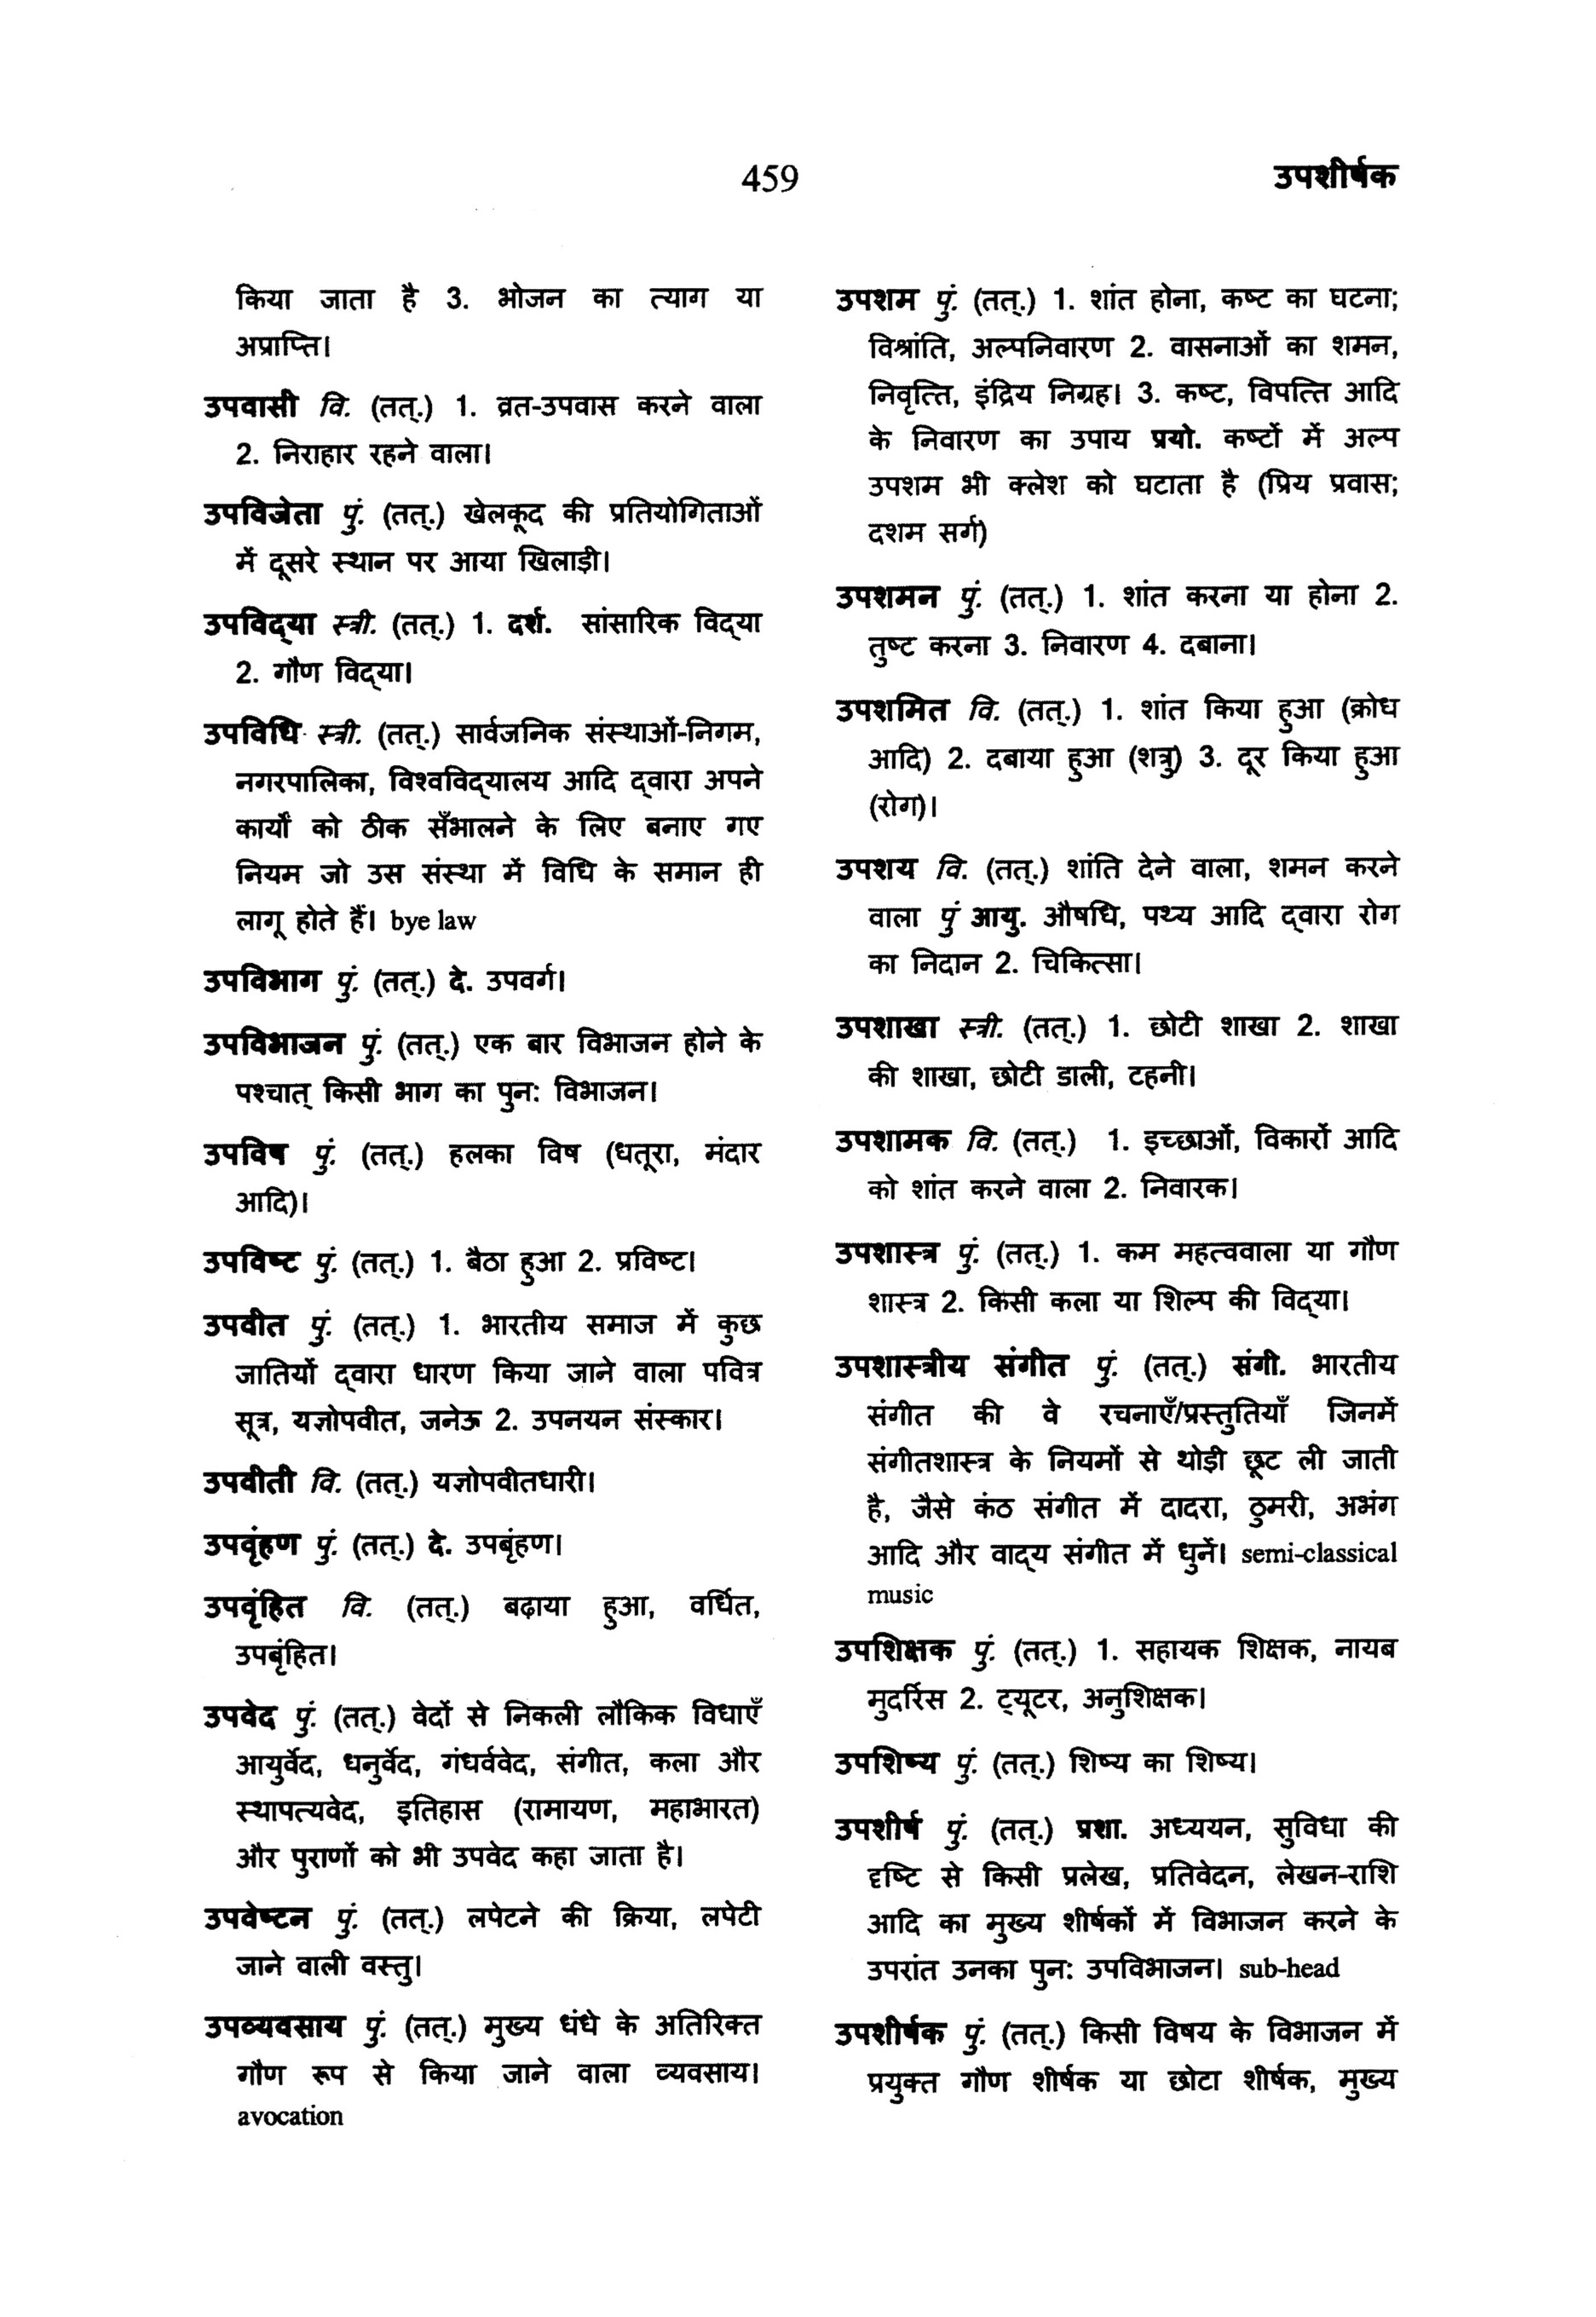 459
उपशीर्षक
किया जाता है 3. भोजन का त्याग या
अप्राप्ति।
उपवासी वि. (तत्.) 1. व्रत-उपवास करने वाला
2. निराहार रहने वाला।
उपविजेता पुं. (तत्.) खेलकूद की प्रतियोगिताओं
में दूसरे स्थान पर आया खिलाड़ी।
उपविद्‌या स्त्री. (तत्.) 1. दर्श. सांसारिक विद्‌या
2. गौण विद्‌या।
उपविधि स्त्री. (तत्.) सार्वजनिक संस्थाओं-निगम,
नगरपालिका, विश्वविद्‌यालय आदि द्‌वारा अपने
कार्यों को ठीक सँभालने के लिए बनाए गए
नियम जो उस संस्था में विधि के समान ही
लागू होते हैं। bye law
उपविभाग पुं. (तत्.) दे. उपवर्ग।
उपविभाजन पुं. (तत्.) एक बार विभाजन होने के
पश्चात् किसी भाग का पुन: विभाजन।
उपविष पुं. (तत्.) हलका विष (धतूरा, मंदार
आदि)।
उपविष्ट पुं. (तत्.) 1. बैठा हुआ 2. प्रविष्ट।
उपवीत पुं. (तत्.) 1. भारतीय समाज में कुछ
जातियों द्‌वारा धारण किया जाने वाला पवित्र
सूत्र, यज्ञोपवीत, जनेऊ 2. उपनयन संस्कार।
उपवीती वि. (तत्.) यज्ञोपवीतधारी।
उपवृंहण पुं. (तत्.) दे. उपबृंहण।
उपवृंहित वि. (तत्.) बढ़ाया हुआ, वर्धित,
उपबृंहित।
उपवेद पुं. (तत्.) वेदों से निकली लौकिक विधाएँ
आयुर्वेद, धनुर्वेद, गंधर्ववेद, संगीत, कला और
स्थापत्यवेद, इतिहास (रामायण, महाभारत)
और पुराणों को भी उपवेद कहा जाता है।
उपवेष्टन पुं. (तत्.) लपेटने की क्रिया, लपेटी
जाने वाली वस्तु।
उपव्यवसाय पुं. (तत्.) मुख्य धंधे के अतिरिक्त
गौण रूप से किया जाने वाला व्यवसाय।
avocation
उपशम पुं. (तत्.) 1. शांत होना, कष्ट का घटना;
विश्रांति, अल्पनिवारण 2. वासनाओं का शमन,
निवृत्ति, इंद्रिय निग्रह। 3. कष्ट, विपत्ति आदि
के निवारण का उपाय प्रयो. कष्टों में अल्प
उपशम भी क्लेश को घटाता है (प्रिय प्रवास;
दशम सर्ग)
उपशमन पुं. (तत्.) 1. शांत करना या होना 2.
तुष्ट करना 3. निवारण 4. दबाना।
उपशमित वि. (तत्.) 1. शांत किया हुआ (क्रोध
आदि) 2. दबाया हुआ (शत्रु) 3. दूर किया हुआ
(रोग)।
उपशय वि. (तत्.) शांति देने वाला, शमन करने
वाला पुं आयु. औषधि, पथ्य आदि द्‌वारा रोग
का निदान 2. चिकित्सा।
उपशाखा स्त्री. (तत्.) 1. छोटी शाखा 2. शाखा
की शाखा, छोटी डाली, टहनी।
उपशामक वि. (तत्.) 1. इच्छाओं, विकारों आदि
को शांत करने वाला 2. निवारक।
उपशास्त्र पुं. (तत्.) 1. कम महत्ववाला या गौण
शास्त्र 2. किसी कला या शिल्प की विद्‌या।
उपशास्त्रीय संगीत पुं. (तत्.) संगी. भारतीय
संगीत की वे रचनाएँ/प्रस्तुतियाँ जिनमें
संगीतशास्त्र के नियमों से थोड़ी छूट ली जाती
है, जैसे कंठ संगीत में दादरा, ठुमरी, अभंग
आदि और वाद्‌य संगीत में धुनें। semi-classical
music
उपशिक्षक पुं. (तत्.) 1. सहायक शिक्षक, नायब
मुदर्रिस 2. ट्‌यूटर, अनुशिक्षक।
उपशिष्य पुं. (तत्.) शिष्य का शिष्य।
उपशीर्ष पुं. (तत्.) प्रशा. अध्ययन, सुविधा की
दृष्टि से किसी प्रलेख, प्रतिवेदन, लेखन-राशि
आदि का मुख्य शीर्षकों में विभाजन करने के
उपरांत उनका पुन: उपविभाजन। sub-head
उपशीर्षक पुं. (तत्.) किसी विषय के विभाजन में
प्रयुक्त गौण शीर्षक या छोटा शीर्षक, मुख्य